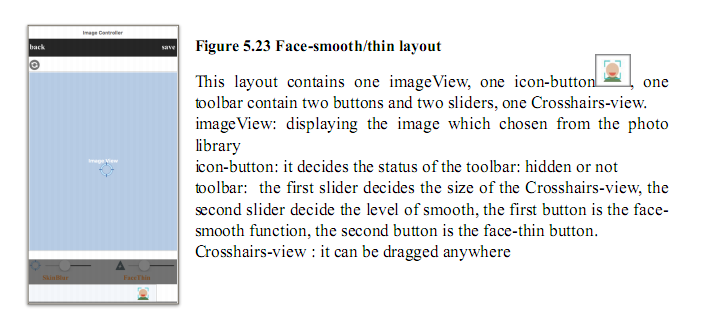 Image Controller
back save
Image View
SkinBlur FaceThin
Figure 5.23 Face-smooth/thin layout
This layout contains one imageView, one icon-button , one
toolbar contain two buttons and two sliders, one Crosshairs-view.
imageView: displaying the image which chosen from the photo
library
icon-button: it decides the status of the toolbar: hidden or not
toolbar: the first slider decides the size of the Crosshairs-view, the
second slider decide the level of smooth, the first button is the face-
smooth function, the second button is the face-thin button.
Crosshairs-view : it can be dragged anywhere